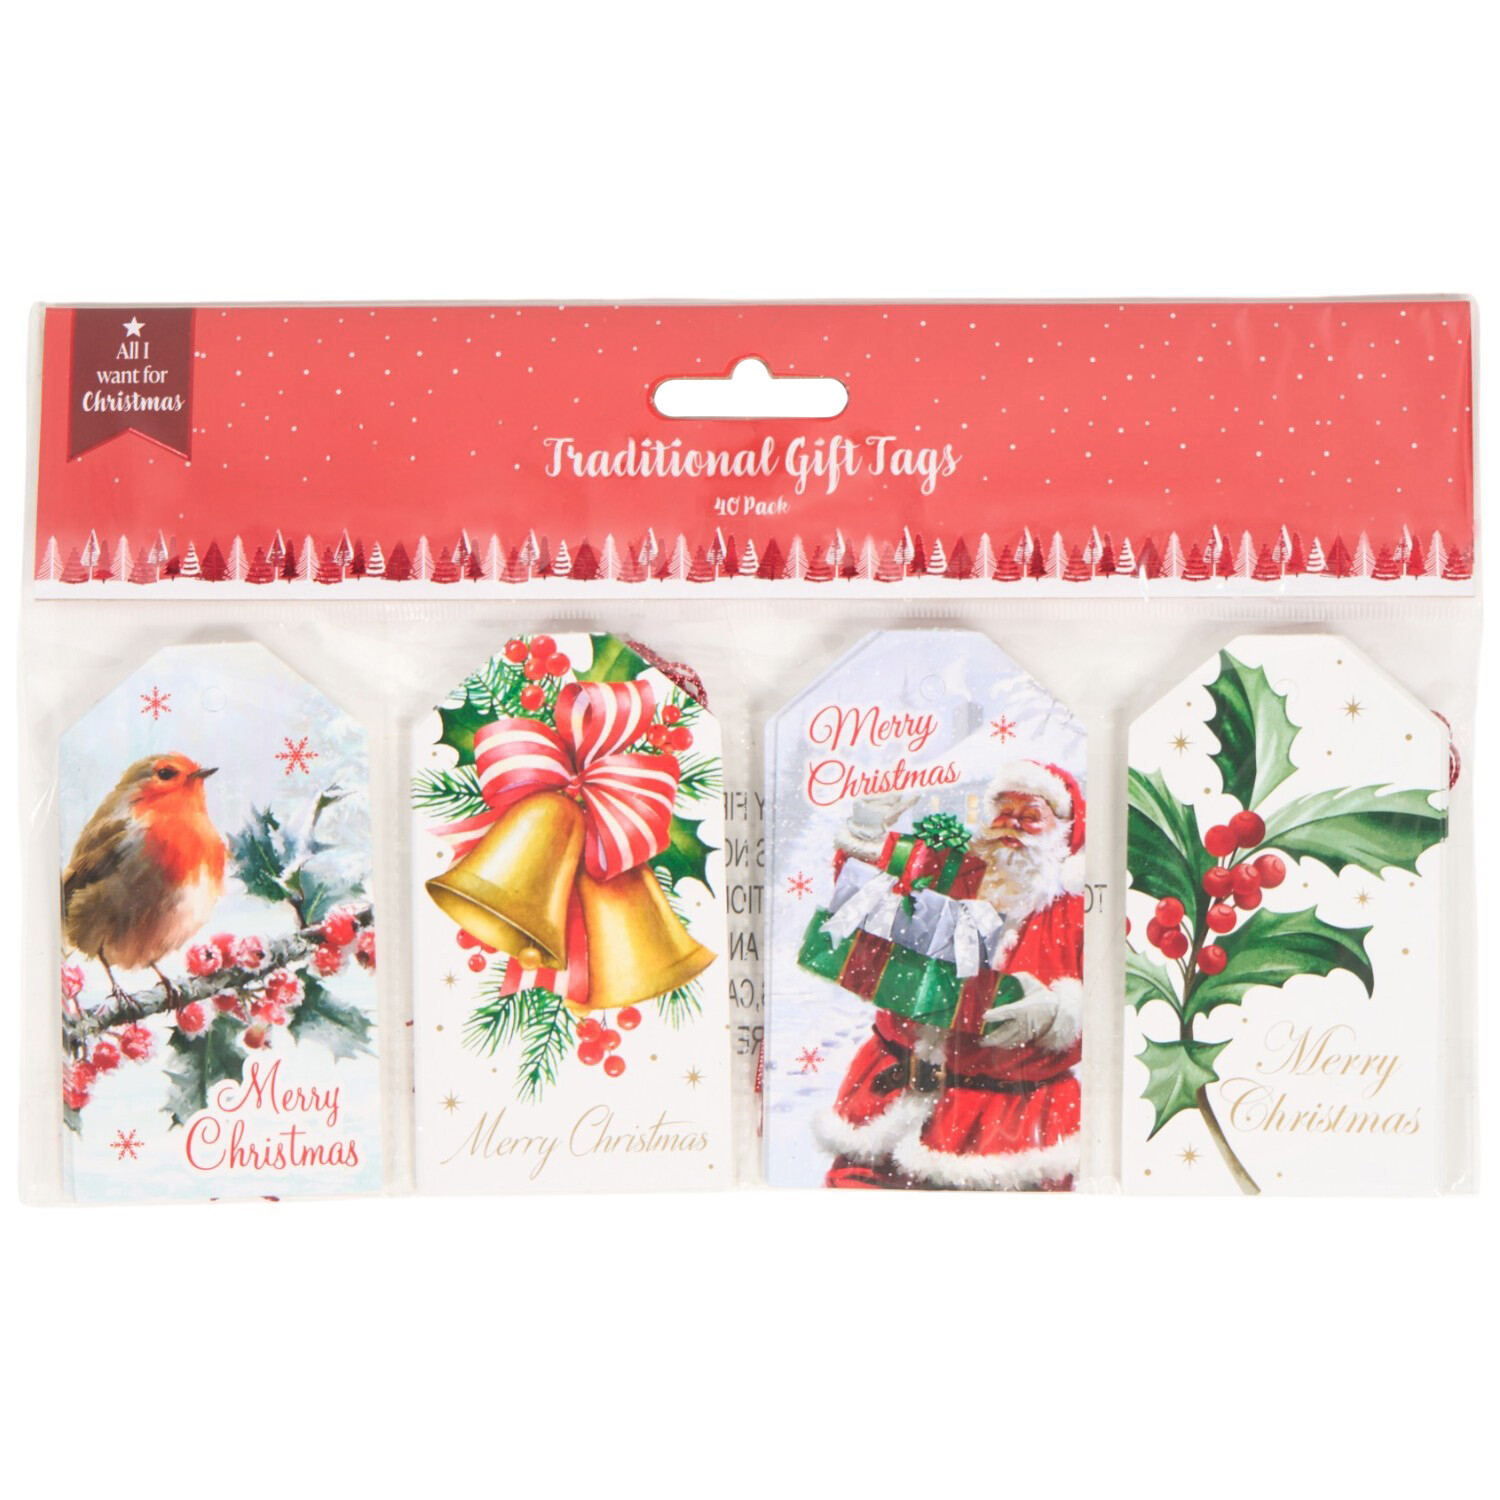 All I
want for
Christmas
Traditional Gift Tags
40 Pack
Merry
Christmas
Merry Christmas
Merry
Christmas
Merry
Christmas